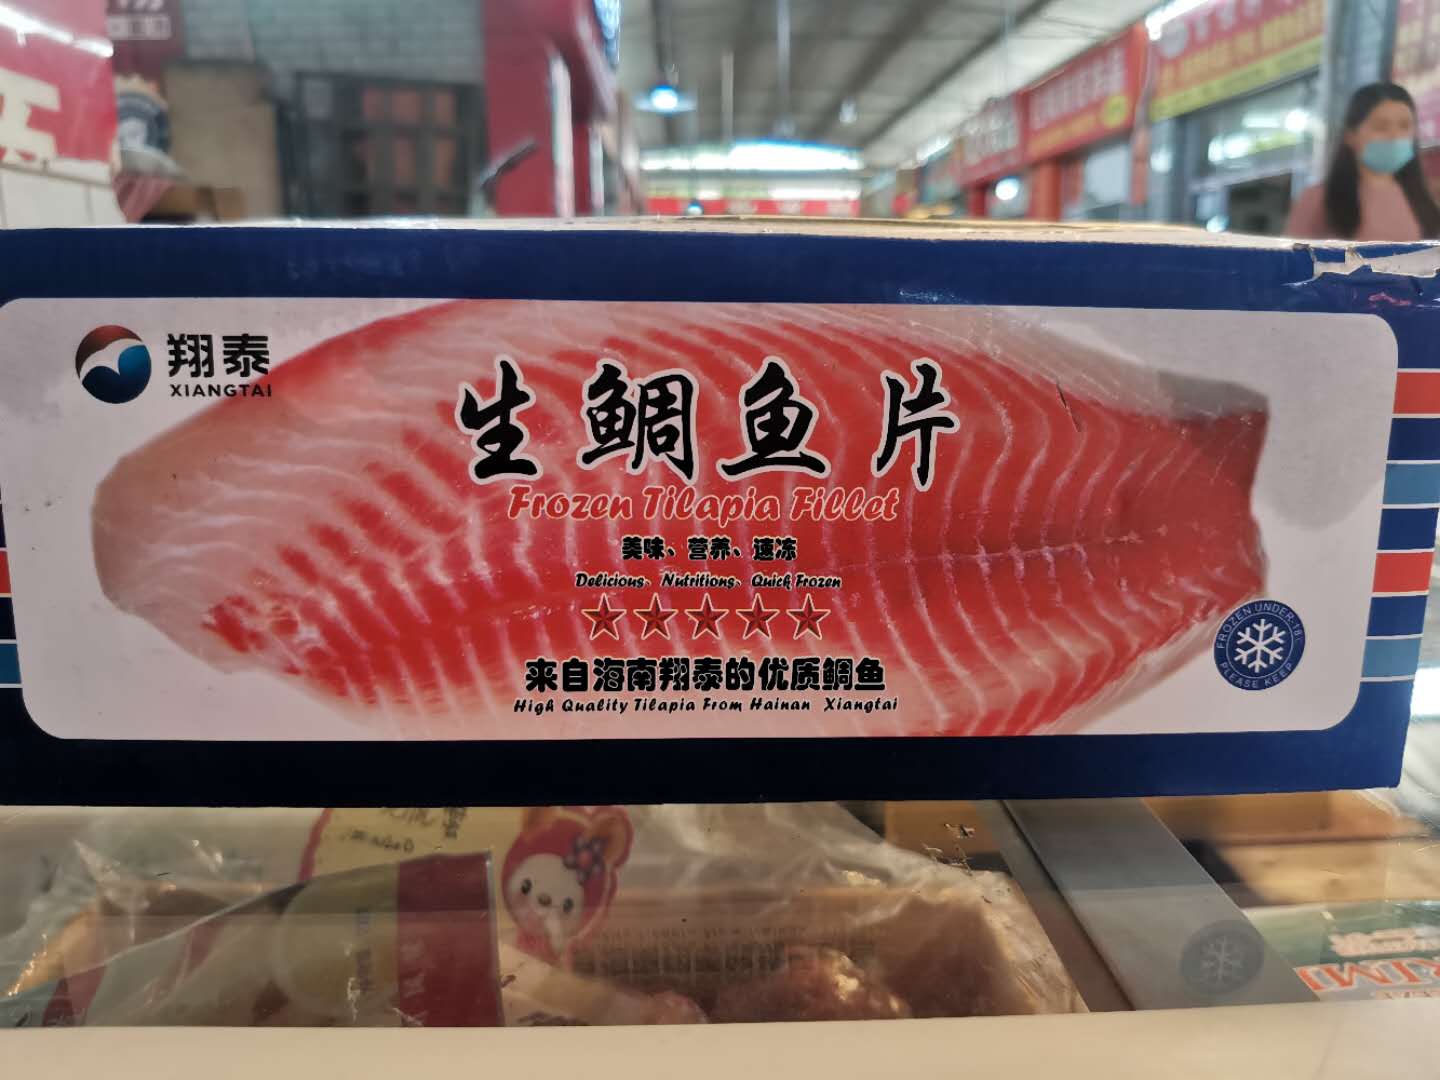 翔泰
XIANGTAI
生鲷鱼片
Frozen Tilapia Fillet
美味、营养、速冻
Delicious、Nutritions、Quick Frozen
来自海南翔泰的优质鲷鱼
High Quality Tilapia From Hainan Xiangtai
FROZEN UNDER-18℃
PLEASE KEEP